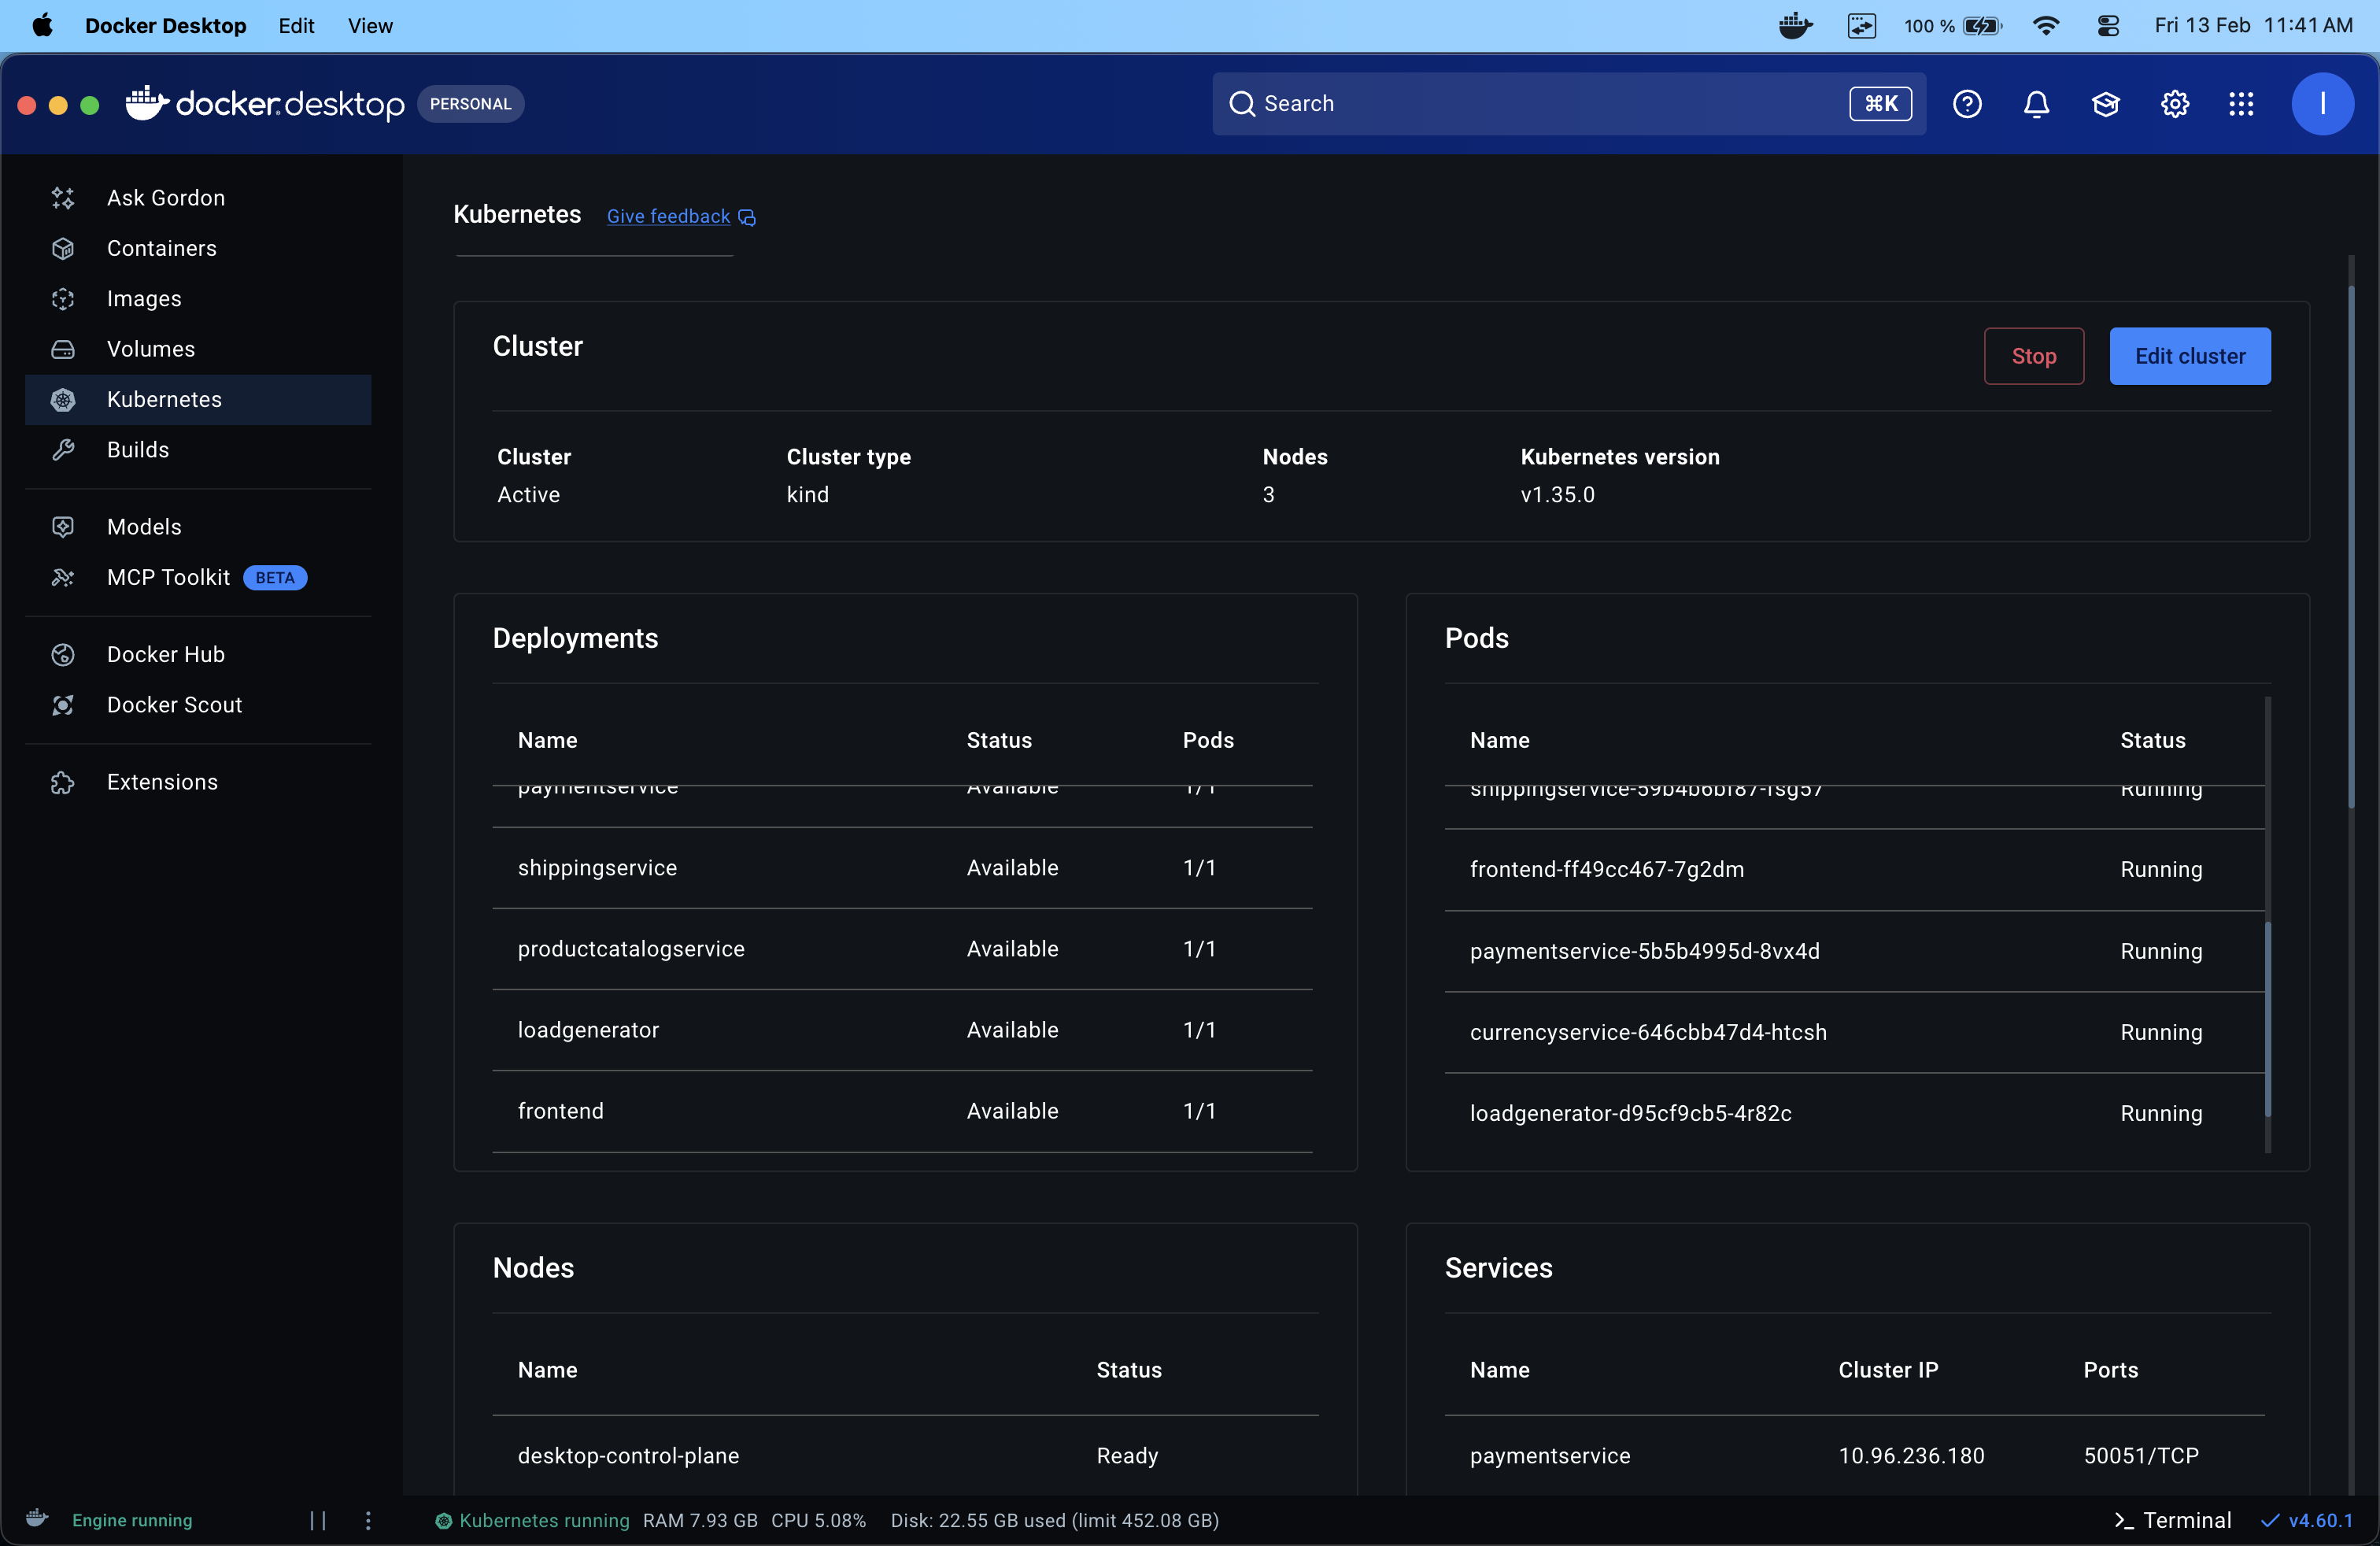 Docker Desktop Edit View 100 % Fri 13 Feb 11:41 AM
docker desktop PERSONAL Search ⌘K I
Ask Gordon
Containers
Images
Volumes
Kubernetes
Builds
Models
MCP Toolkit BETA
Docker Hub
Docker Scout
Extensions
Kubernetes Give feedback
Cluster Stop Edit cluster
Cluster Cluster type Nodes Kubernetes version
Active kind 3 v1.35.0
Deployments
Name Status Pods
paymentservice Available 1/1
shippingservice Available 1/1
productcatalogservice Available 1/1
loadgenerator Available 1/1
frontend Available 1/1
Pods
Name Status
Running
frontend-ff49cc467-7g2dm Running
paymentservice-5b5b4995d-8vx4d Running
currencyservice-646cbb47d4-htcsh Running
loadgenerator-d95cf9cb5-4r82c Running
Nodes
Name Status
desktop-control-plane Ready
Services
Name Cluster IP Ports
paymentservice 10.96.236.180 50051/TCP
Engine running Kubernetes running RAM 7.93 GB CPU 5.08% Disk: 22.55 GB used (limit 452.08 GB) >_ Terminal v4.60.1